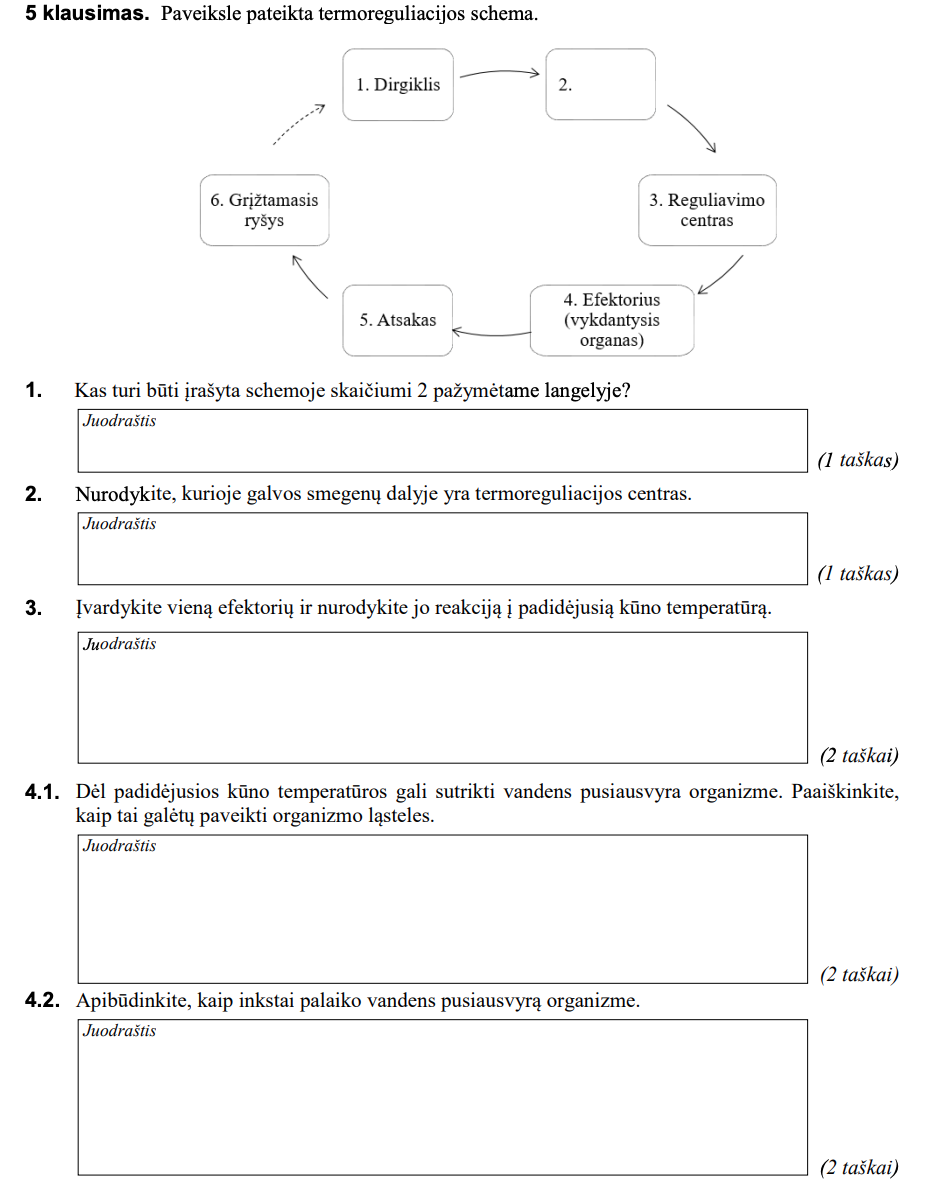 5 klausimas. Paveiksle pateikta termoreguliacijos schema.
1. Dirgiklis
2.
6. Grįžtamasis
ryšys
3. Reguliavimo
centras
5. Atsakas
4. Efektorius
(vykdantysis
organas)
1. Kas turi būti įrašyta schemoje skaičiumi 2 pažymėtame langelyje?
Juodraštis
(1 taškas)
2. Nurodykite, kurioje galvos smegenų dalyje yra termoreguliacijos centras.
Juodraštis
(1 taškas)
3. Įvardykite vieną efektorių ir nurodykite jo reakciją į padidėjusią kūno temperatūrą.
Juodraštis
(2 taškai)
4.1. Dėl padidėjusios kūno temperatūros gali sutrikti vandens pusiausvyra organizme. Paaiškinkite,
kaip tai galėtų paveikti organizmo ląsteles.
Juodraštis
(2 taškai)
4.2. Apibūdinkite, kaip inkstai palaiko vandens pusiausvyrą organizme.
Juodraštis
(2 taškai)